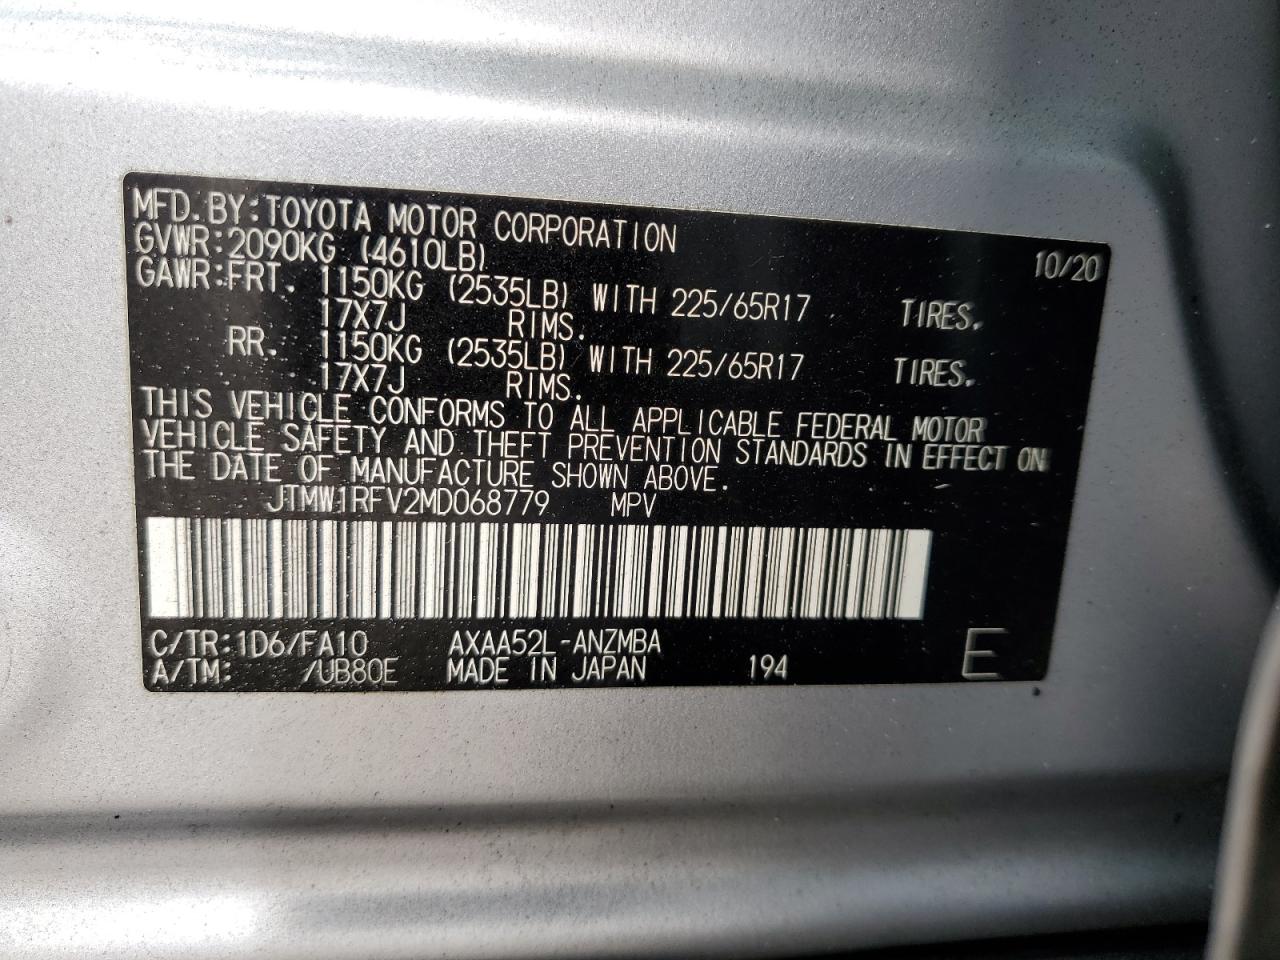 MFD. BY:TOYOTA MOTOR CORPORATION 10/20
GVWR:2090KG (4610LB)
GAWR:FRT. 1150KG (2535LB) WITH 225/65R17 TIRES.
17X7J RIMS.
RR. 1150KG (2535LB) WITH 225/65R17 TIRES.
17X7J RIMS.
THIS VEHICLE CONFORMS TO ALL APPLICABLE FEDERAL MOTOR
VEHICLE SAFETY AND THEFT PREVENTION STANDARDS IN EFFECT ON
THE DATE OF MANUFACTURE SHOWN ABOVE.
JTMW1RFV2MD068779 MPV
C/TR:1D6/FA10 AXAA52L-ANZMBA
A/TM: /UB80E MADE IN JAPAN 194 E